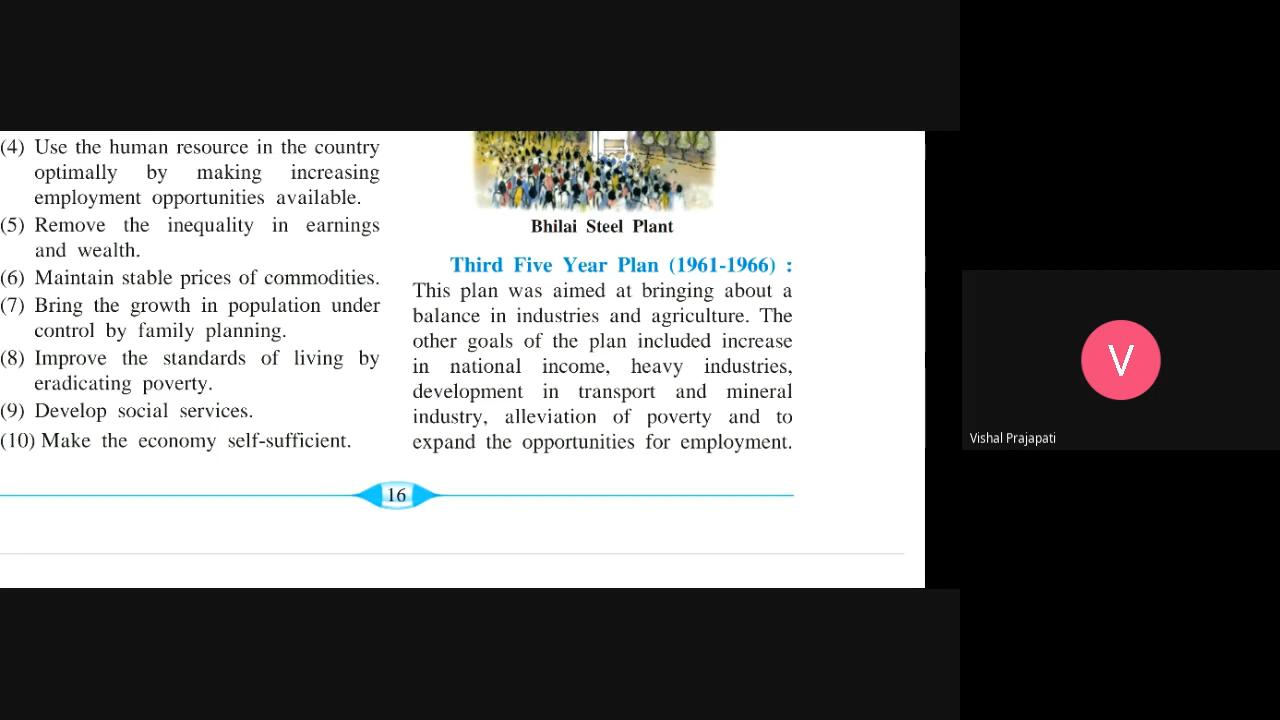 (4) Use the human resource in the country
optimally by making increasing
employment opportunities available.
(5) Remove the inequality in earnings
and wealth.
(6) Maintain stable prices of commodities.
(7) Bring the growth in population under
control by family planning.
(8) Improve the standards of living by
eradicating poverty.
(9) Develop social services.
(10) Make the economy self-sufficient.
Bhilai Steel Plant
Third Five Year Plan (1961-1966) :
This plan was aimed at bringing about a
balance in industries and agriculture. The
other goals of the plan included increase
in national income, heavy industries,
development in transport and mineral
industry, alleviation of poverty and to
expand the opportunities for employment.
16
V
Vishal Prajapati